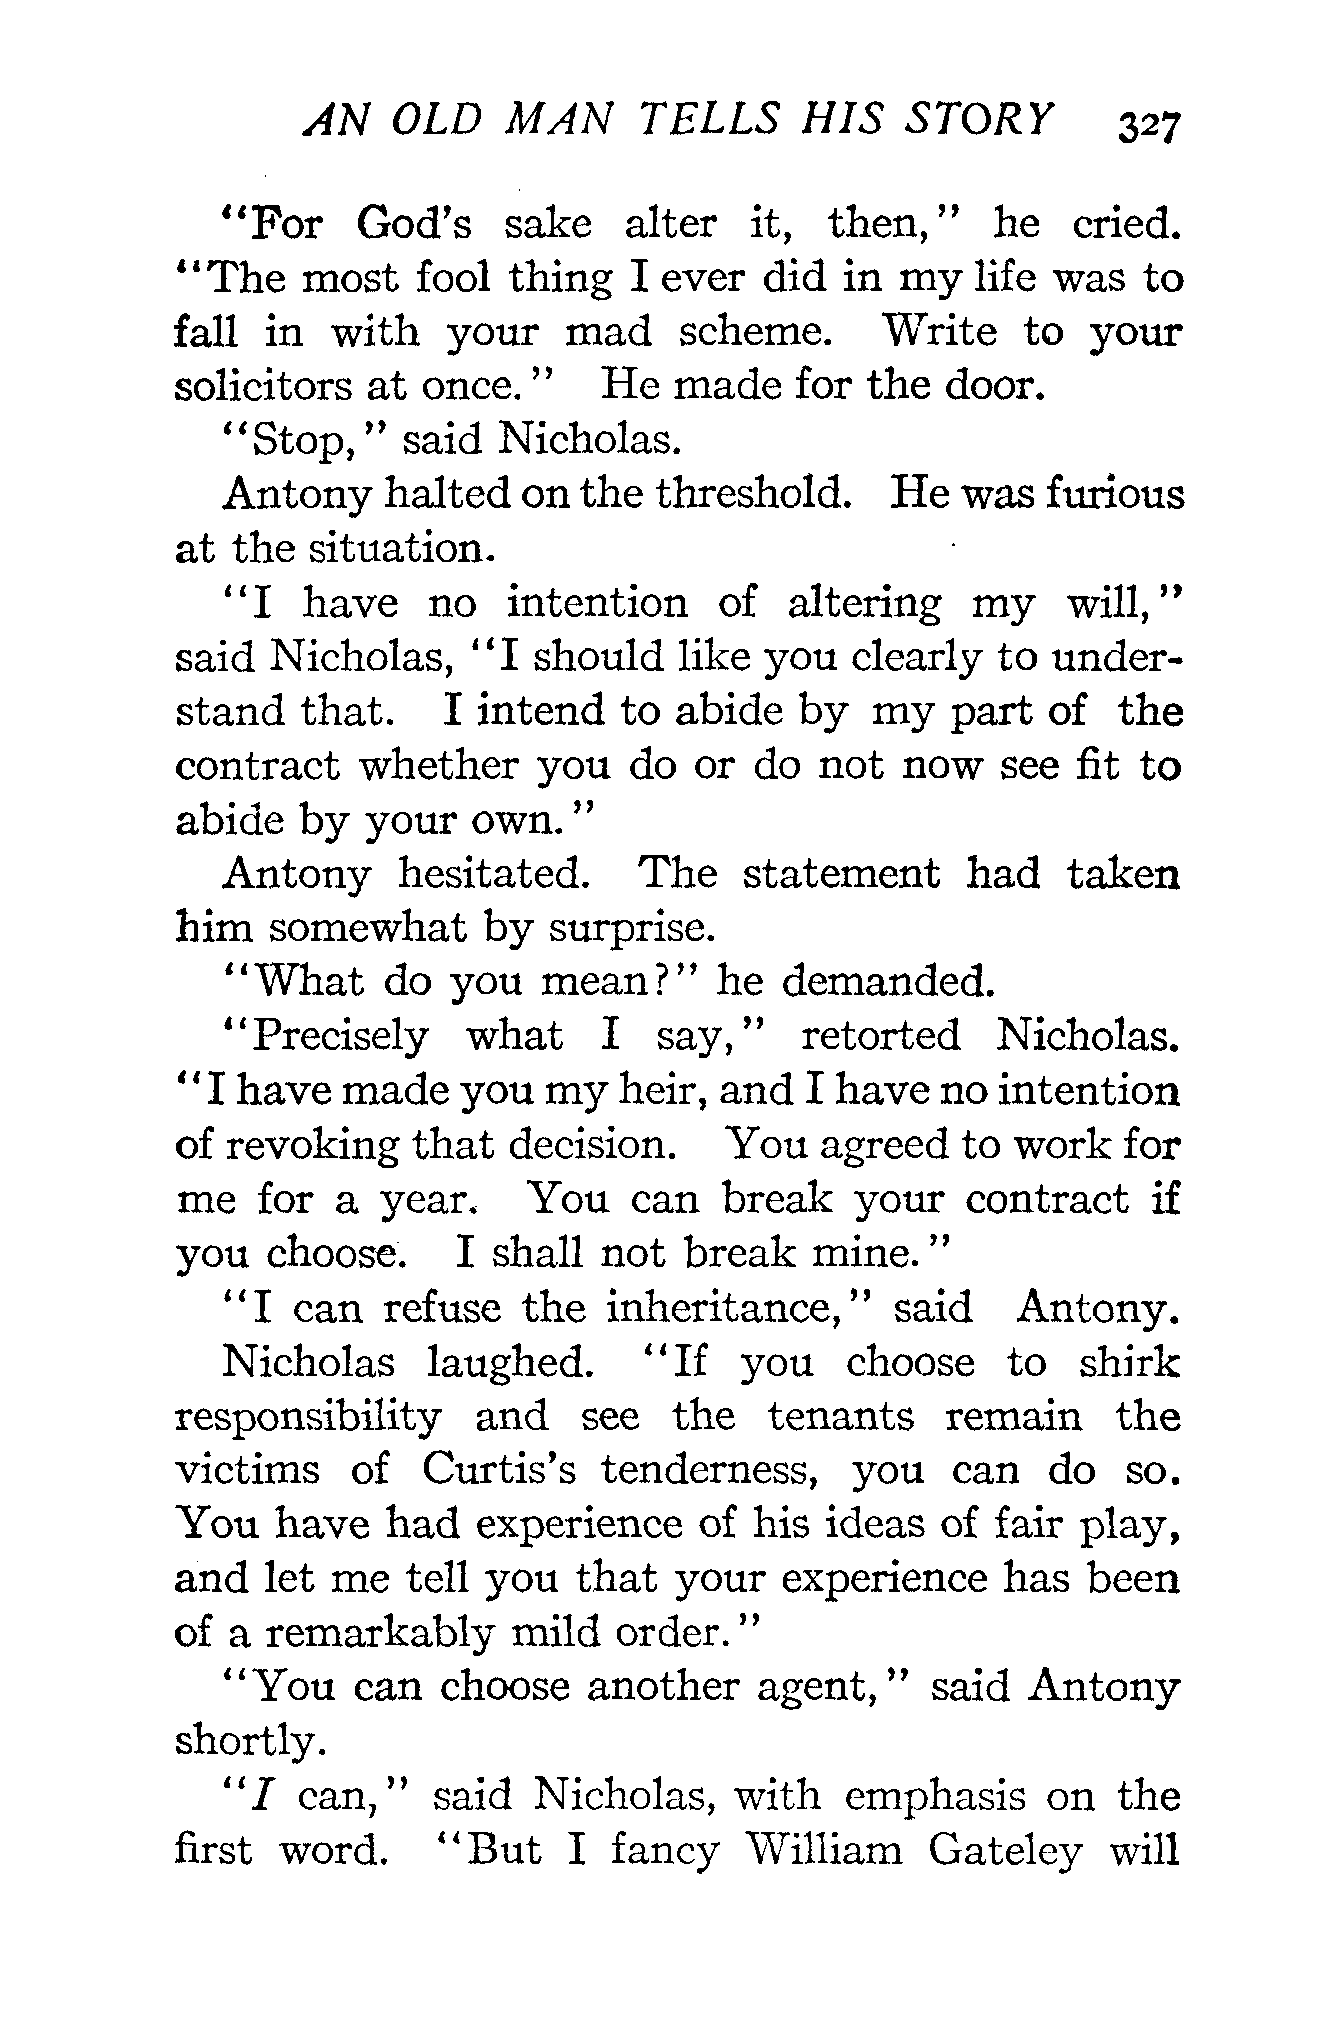 AN OLD MAN TELLS HIS STORY 327
"For God's sake alter it, then," he cried.
"The most fool thing I ever did in my life was to
fall in with your mad scheme. Write to your
solicitors at once." He made for the door.
"Stop," said Nicholas.
Antony halted on the threshold. He was furious
at the situation.
"I have no intention of altering my will,"
said Nicholas, "I should like you clearly to under-
stand that. I intend to abide by my part of the
contract whether you do or do not now see fit to
abide by your own."
Antony hesitated. The statement had taken
him somewhat by surprise.
"What do you mean?" he demanded.
"Precisely what I say," retorted Nicholas.
"I have made you my heir, and I have no intention
of revoking that decision. You agreed to work for
me for a year. You can break your contract if
you choose. I shall not break mine."
"I can refuse the inheritance," said Antony.
Nicholas laughed. "If you choose to shirk
responsibility and see the tenants remain the
victims of Curtis's tenderness, you can do so.
You have had experience of his ideas of fair play,
and let me tell you that your experience has been
of a remarkably mild order."
"You can choose another agent," said Antony
shortly.
"I can," said Nicholas, with emphasis on the
first word. "But I fancy William Gateley will